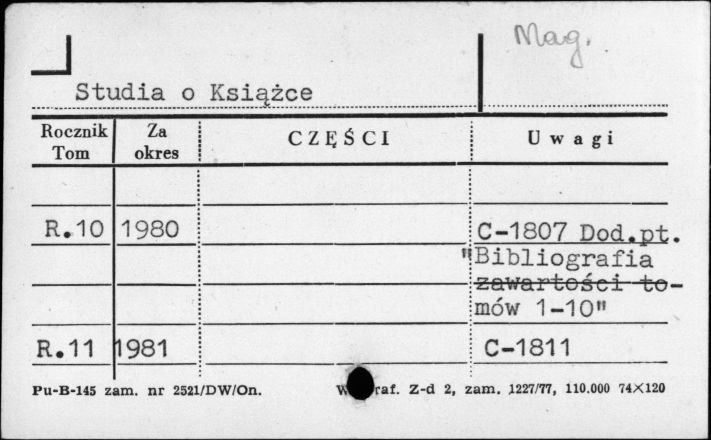 Mag.
Studia o Książce
Rocznik Tom Za okres CZĘŚCI Uwagi
R.10 1980 C-1807 Dod.pt.
"Bibliografia
zawartości to-
mów 1-10"
R.11 1981 C-1811
Pu-B-145 zam. nr 2521/DW/On. raf. Z-d 2, zam. 1227/77, 110.000 74×120